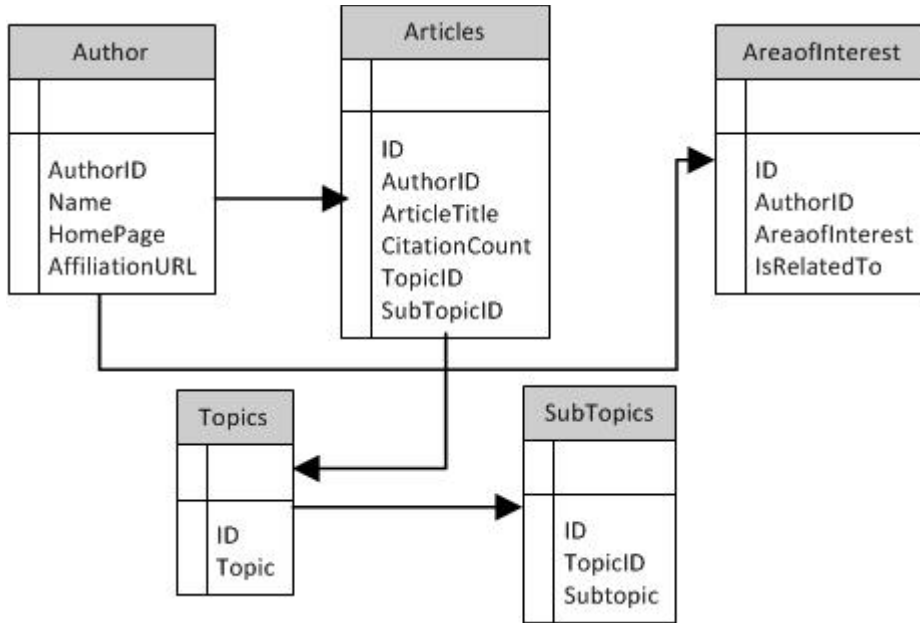 Author
AuthorID
Name
HomePage
AffiliationURL
Articles
ID
AuthorID
ArticleTitle
CitationCount
TopicID
SubTopicID
AreaofInterest
ID
AuthorID
AreaofInterest
IsRelatedTo
Topics
ID
Topic
SubTopics
ID
TopicID
Subtopic